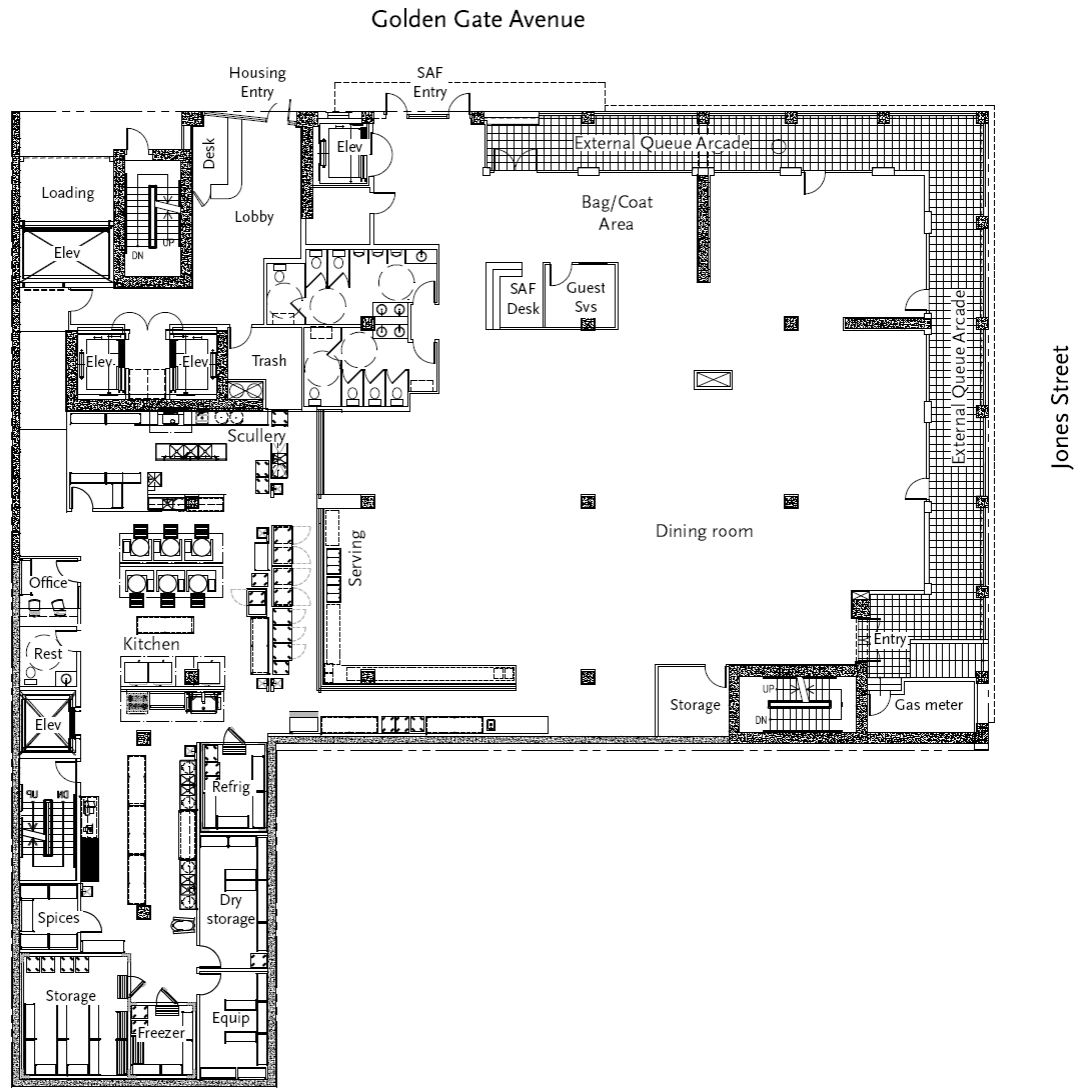 Golden Gate Avenue
Housing
Entry
SAF
Entry
Desk
Elev
External Queue Arcade
Loading
Lobby
Bag/Coat
Area
UP
DN
Elev
SAF
Desk
Guest
Svs
External Queue Arcade
Jones Street
Elev
Elev
Trash
Scullery
Serving
Dining room
Office
Kitchen
Rest
Entry
Elev
Storage
UP
DN
Gas meter
Refrig
UP
DN
Dry
storage
Spices
Storage
Freezer
Equip